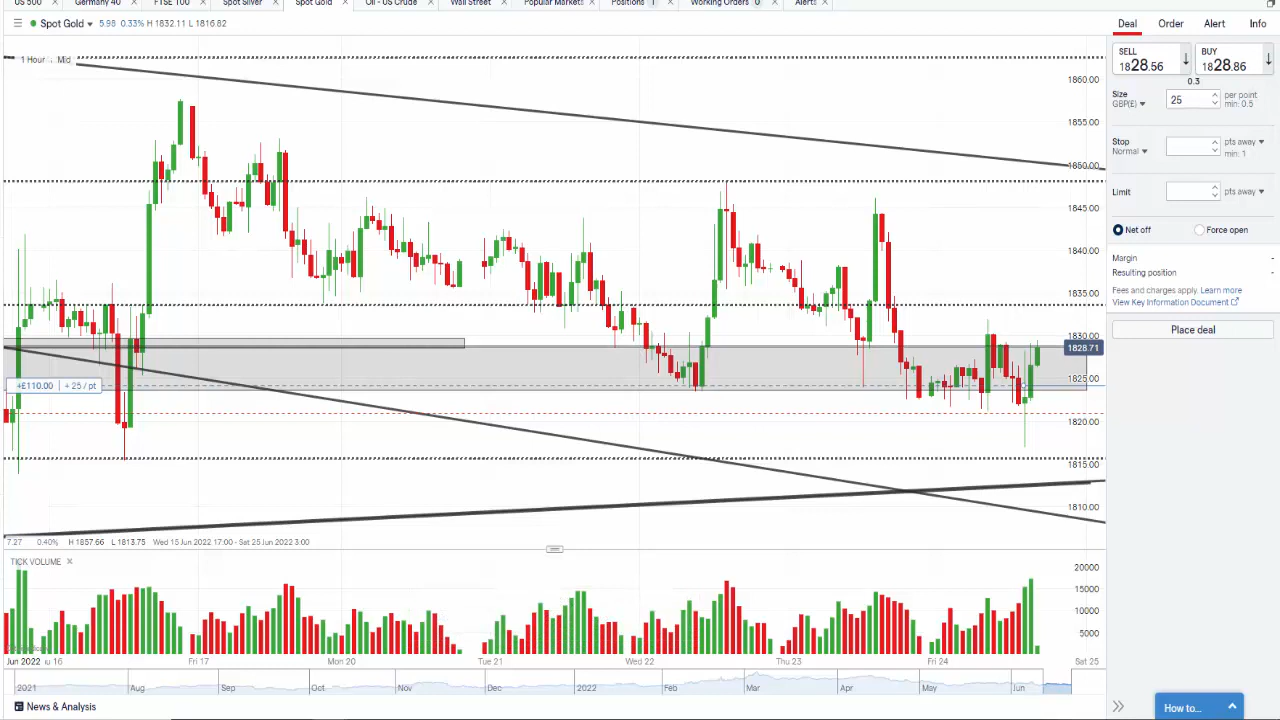 US 500 × Germany 40 × FTSE 100 × Spot Silver × Spot Gold × Oil - US Crude × Wall Street × Popular Markets × Positions 1 × Working Orders 0 × Alerts ×
Spot Gold 5.98 0.33% H 1832.11 L 1816.82
1 Hour Mid
1860.00
1855.00
1850.00
1845.00
1840.00
1835.00
1830.00
1828.71
1825.00
1820.00
1815.00
1810.00
+£110.00 + 25 / pt
7.27 0.40% H 1857.66 L 1813.75 Wed 15 Jun 2022 17:00 - Sat 25 Jun 2022 3:00
TICK VOLUME ×
20000
15000
10000
5000
Jun 2022 16 Fri 17 Mon 20 Tue 21 Wed 22 Thu 23 Fri 24 Sat 25
2021 Aug Sep Oct Nov Dec 2022 Feb Mar Apr May Jun
News & Analysis
Deal Order Alert Info
SELL BUY
1828.56 1828.86
0.3
Size 25 per point
GBP(£) min: 0.5
Stop pts away
Normal min: 1
Limit pts away
Net off Force open
Margin -
Resulting position -
Fees and charges apply. Learn more
View Key Information Document
Place deal
How to...